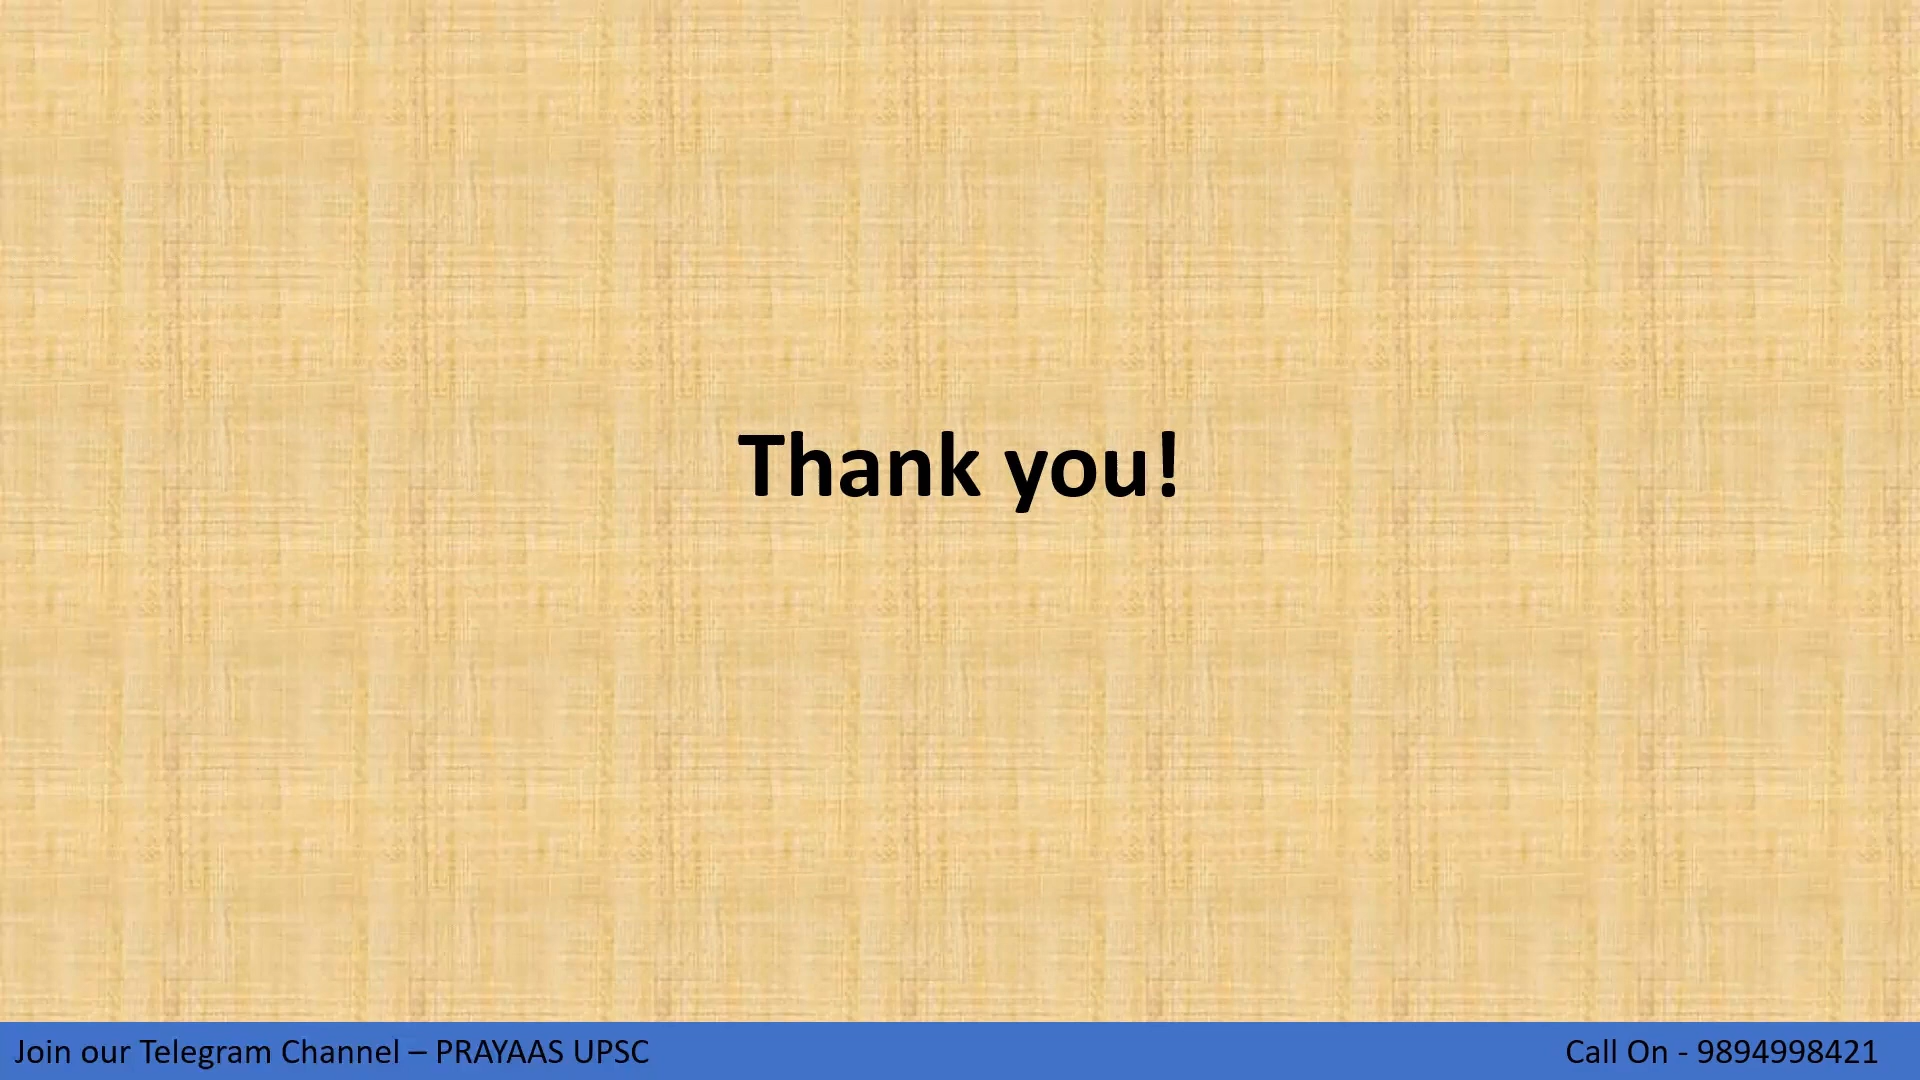 Thank you!
Join our Telegram Channel – PRAYAAS UPSC
Call On - 9894998421